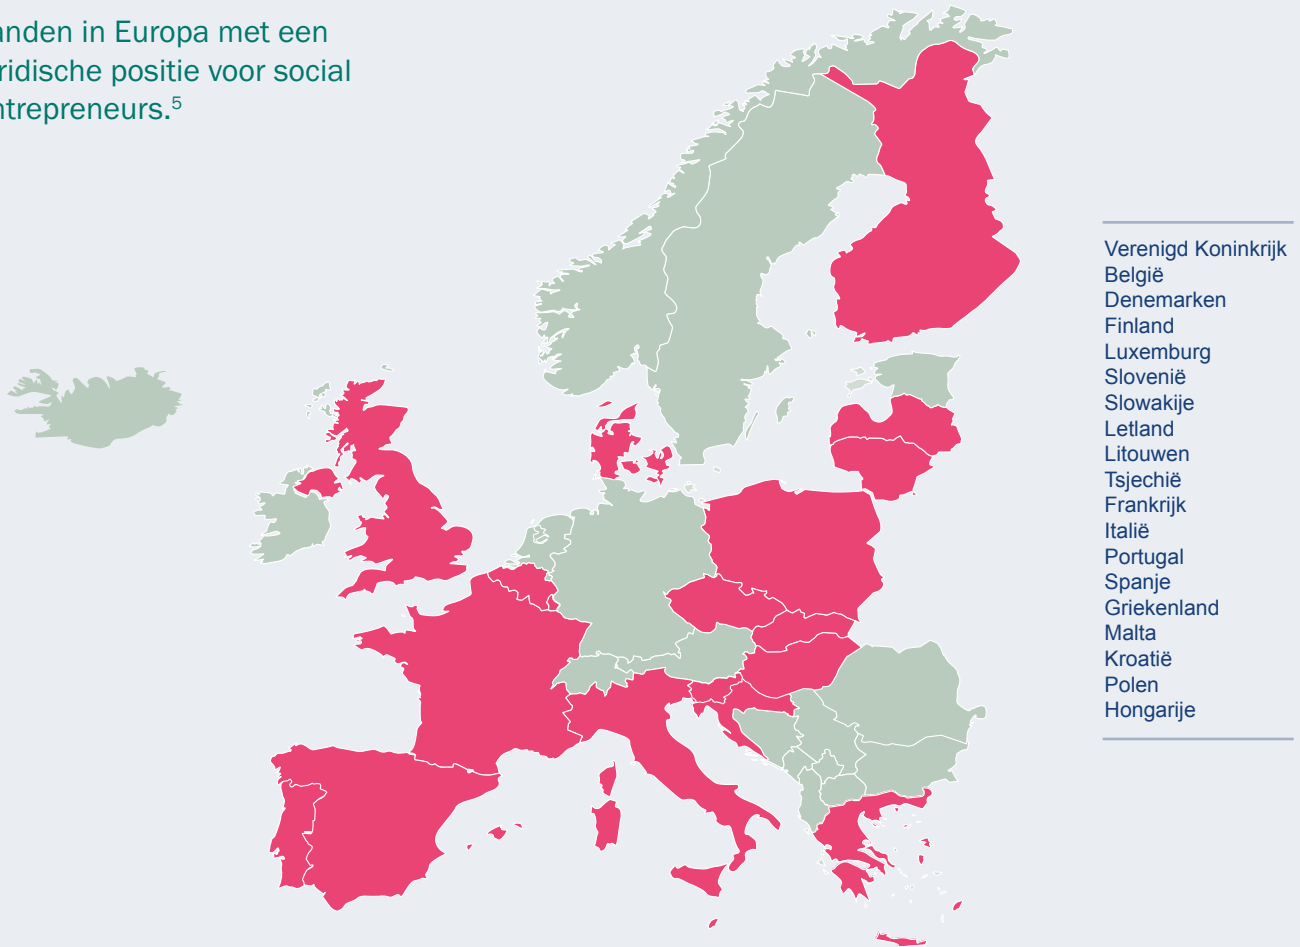 anden in Europa met een
ridische positie voor social
ntrepreneurs.⁵
Verenigd Koninkrijk
België
Denemarken
Finland
Luxemburg
Slovenië
Slowakije
Letland
Litouwen
Tsjechië
Frankrijk
Italië
Portugal
Spanje
Griekenland
Malta
Kroatië
Polen
Hongarije